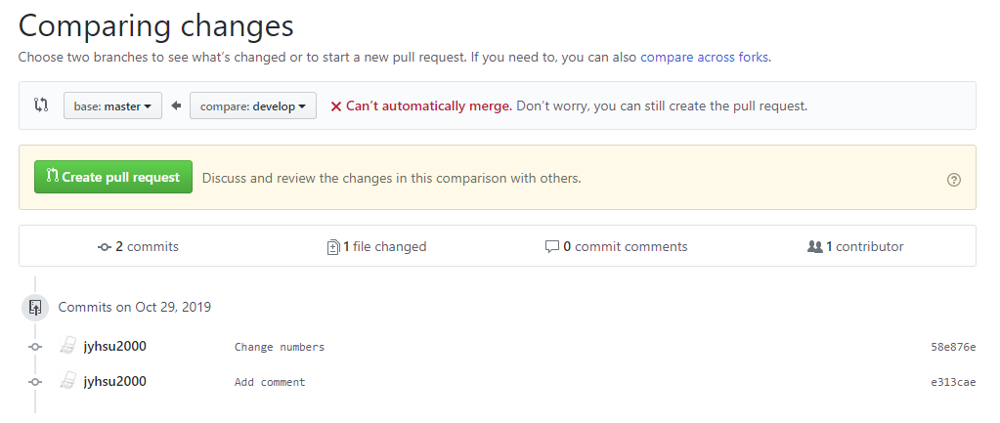 Comparing changes
Choose two branches to see what's changed or to start a new pull request. If you need to, you can also compare across forks.
base: master compare: develop Can't automatically merge. Don't worry, you can still create the pull request.
Create pull request Discuss and review the changes in this comparison with others.
2 commits 1 file changed 0 commit comments 1 contributor
Commits on Oct 29, 2019
jyhsu2000 Change numbers 58e876e
jyhsu2000 Add comment e313cae